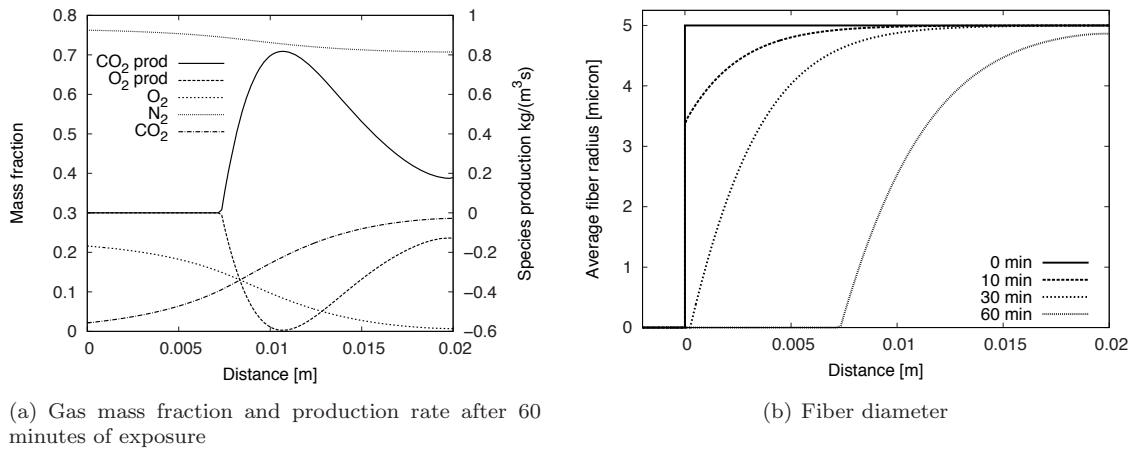 0.8
0.7
0.6
0.5
0.4
0.3
0.2
0.1
0
Mass fraction
CO2 prod
O2 prod
O2
N2
CO2
1
0.8
0.6
0.4
0.2
0
−0.2
−0.4
−0.6
Species production kg/(m3s)
0 0.005 0.01 0.015 0.02
Distance [m]
(a) Gas mass fraction and production rate after 60
minutes of exposure
5
4
3
2
1
0
Average fiber radius [micron]
0 min
10 min
30 min
60 min
0 0.005 0.01 0.015 0.02
Distance [m]
(b) Fiber diameter